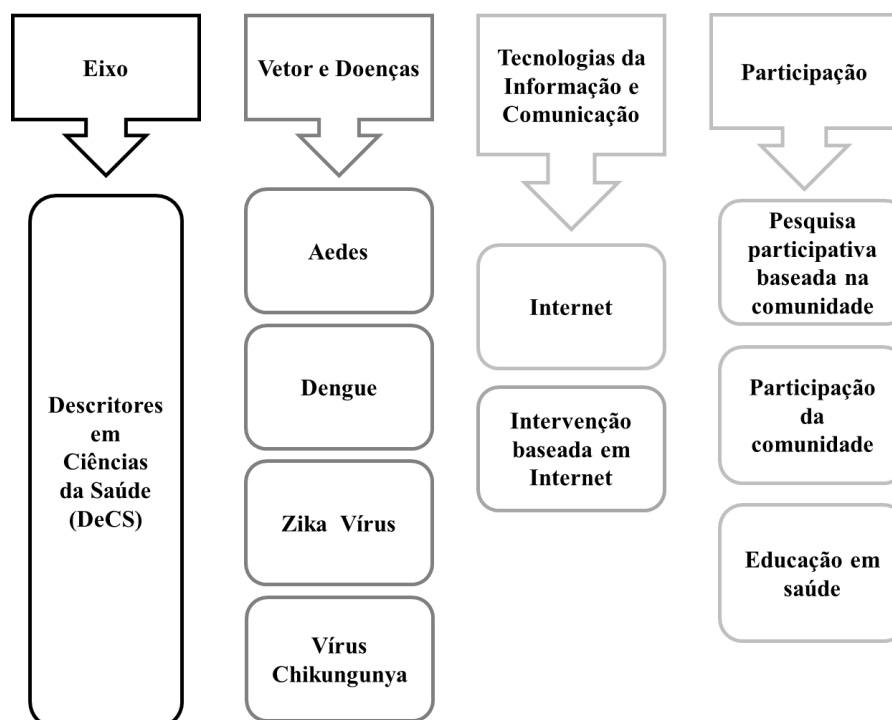 Eixo
Descritores
em
Ciências
da Saúde
(DeCS)
Vetor e Doenças
Aedes
Dengue
Zika Vírus
Vírus
Chikungunya
Tecnologias da
Informação e
Comunicação
Internet
Intervenção
baseada em
Internet
Participação
Pesquisa
participativa
baseada na
comunidade
Participação
da
comunidade
Educação em
saúde